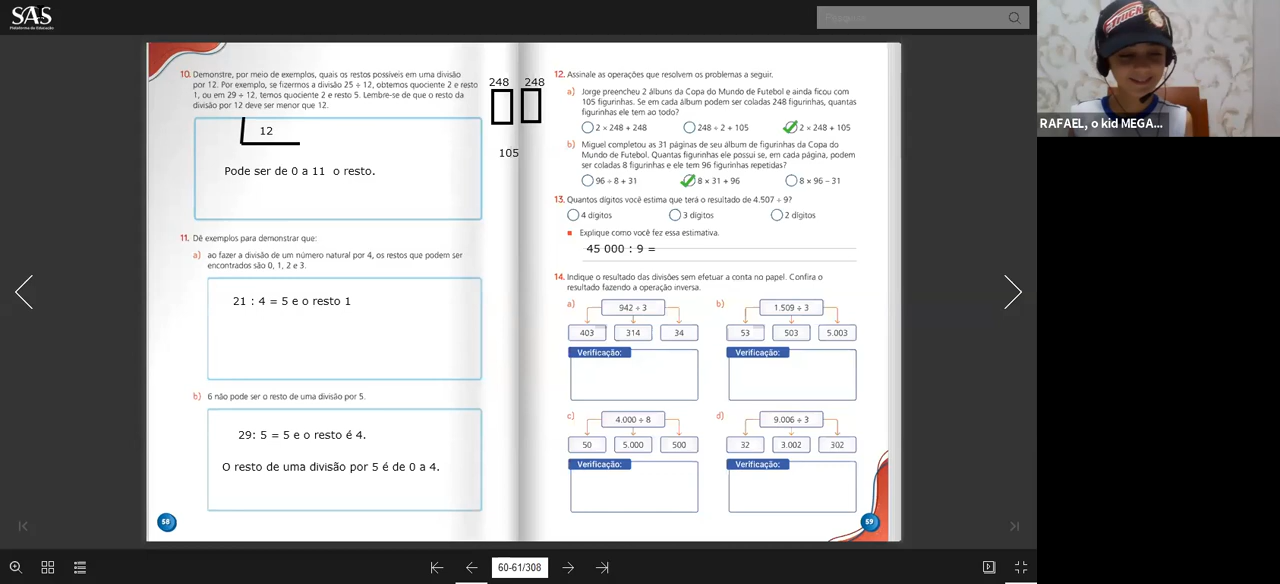 SAS
Plataforma de Educação
Pesquise no
RAFAEL, o kid MEGA...
10. Demonstre, por meio de exemplos, quais os restos possíveis em uma divisão
por 12. Por exemplo, se fizermos a divisão 25 ÷ 12, obtemos quociente 2 e resto
1, ou em 29 ÷ 12, temos quociente 2 e resto 5. Lembre-se de que o resto da
divisão por 12 deve ser menor que 12.
12
Pode ser de 0 a 11 o resto.
11. Dê exemplos para demonstrar que:
a) ao fazer a divisão de um número natural por 4, os restos que podem ser
encontrados são 0, 1, 2 e 3.
21 : 4 = 5 e o resto 1
b) 6 não pode ser o resto de uma divisão por 5.
29: 5 = 5 e o resto é 4.
O resto de uma divisão por 5 é de 0 a 4.
58
248 248
105
12. Assinale as operações que resolvem os problemas a seguir.
a) Jorge preencheu 2 álbuns da Copa do Mundo de Futebol e ainda ficou com
105 figurinhas. Se em cada álbum podem ser coladas 248 figurinhas, quantas
figurinhas ele tem ao todo?
2 × 248 + 248 248 ÷ 2 + 105 2 × 248 + 105
b) Miguel completou as 31 páginas de seu álbum de figurinhas da Copa do
Mundo de Futebol. Quantas figurinhas ele possui se, em cada página, podem
ser coladas 8 figurinhas e ele tem 96 figurinhas repetidas?
96 ÷ 8 + 31 8 × 31 + 96 8 × 96 – 31
13. Quantos dígitos você estima que terá o resultado de 4.507 ÷ 9?
4 dígitos 3 dígitos 2 dígitos
Explique como você fez essa estimativa.
45 000 : 9 =
14. Indique o resultado das divisões sem efetuar a conta no papel. Confira o
resultado fazendo a operação inversa.
a) 942 ÷ 3 b) 1.509 ÷ 3
403 314 34 53 503 5.003
Verificação: Verificação:
c) 4.000 ÷ 8 d) 9.006 ÷ 3
50 5.000 500 32 3.002 302
Verificação: Verificação:
59
60-61/308